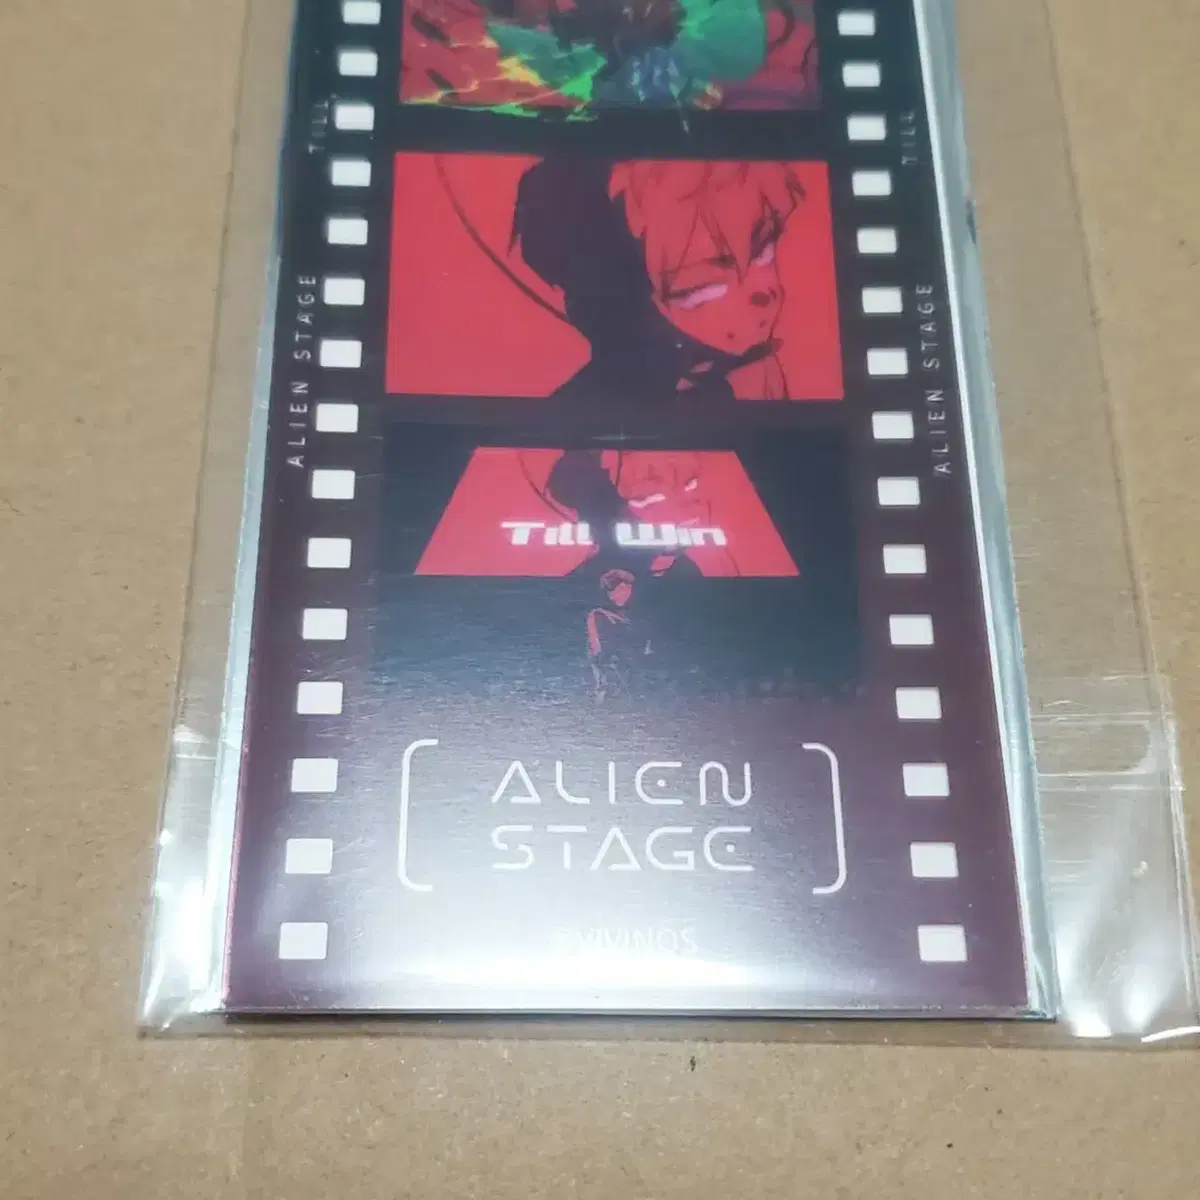 TILL
TILL
ALIEN STAGE
ALIEN STAGE
Till Win
ALIEN
STAGE
VIVINOS